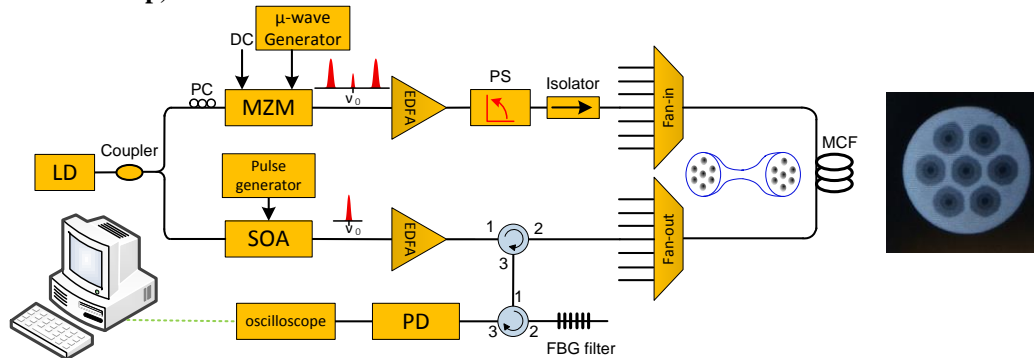 μ-wave
Generator
DC
PC
MZM
ν₀
EDFA
PS
Isolator
Fan-in
Coupler
LD
MCF
Pulse
generator
SOA
ν₀
EDFA
1
2
3
Fan-out
1
3
2
oscilloscope
PD
FBG filter